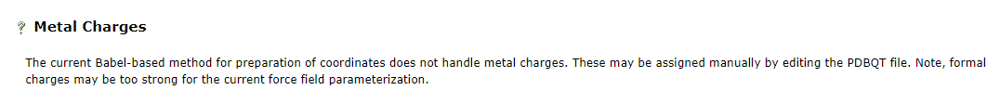 Metal Charges
The current Babel-based method for preparation of coordinates does not handle metal charges. These may be assigned manually by editing the PDBQT file. Note, formal
charges may be too strong for the current force field parameterization.